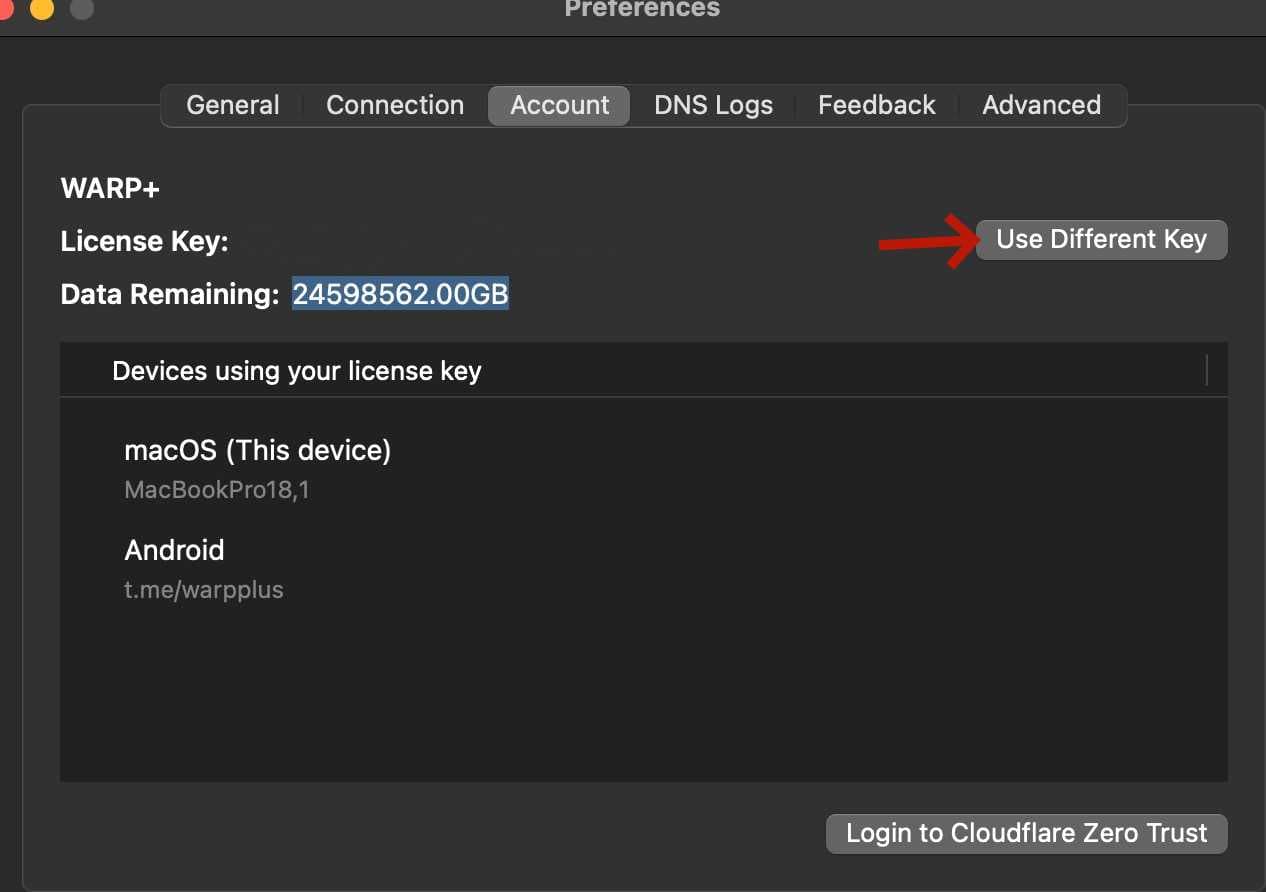 Preferences
General Connection Account DNS Logs Feedback Advanced
WARP+
License Key: Use Different Key
Data Remaining: 24598562.00GB
Devices using your license key
macOS (This device)
MacBookPro18,1
Android
t.me/warpplus
Login to Cloudflare Zero Trust